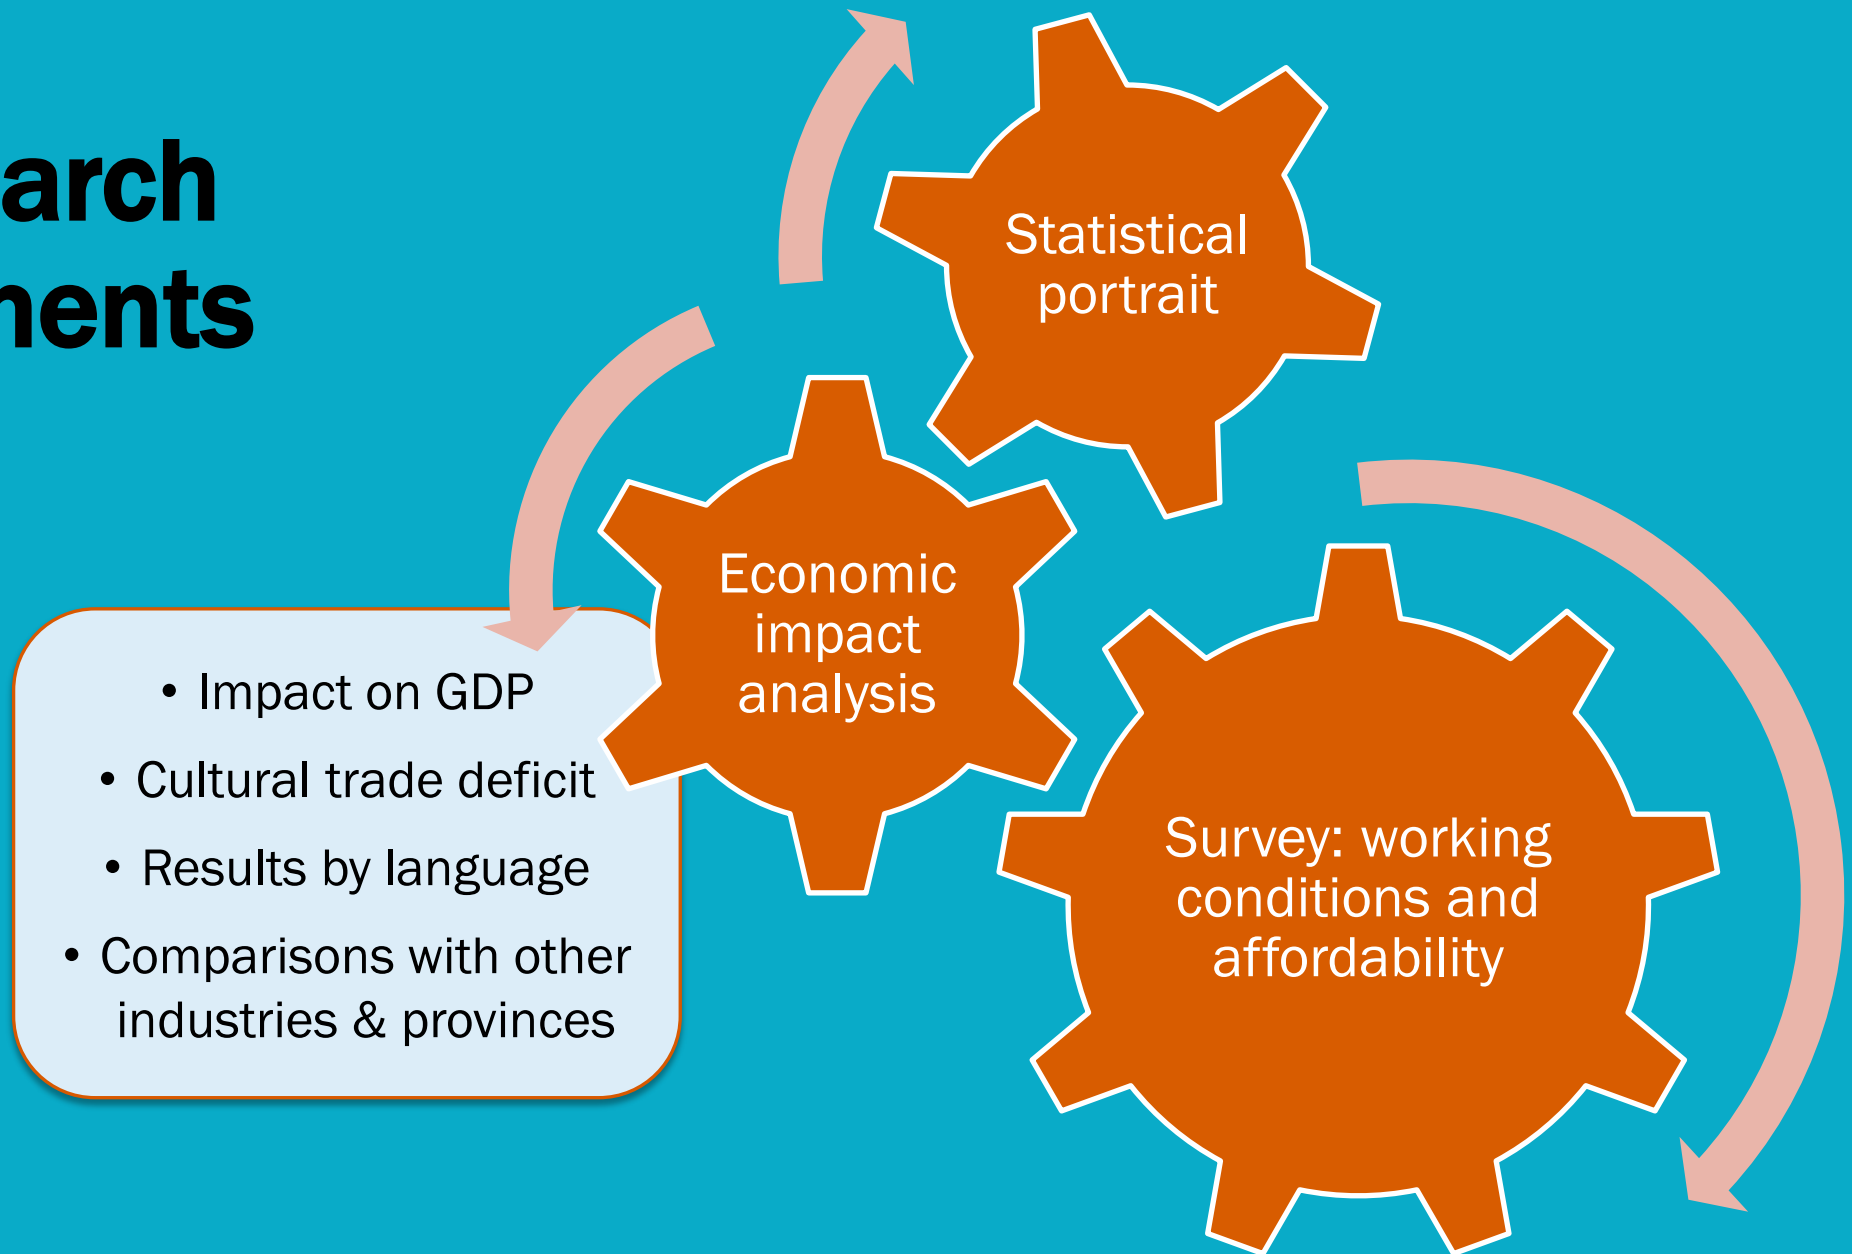 arch
ments
Statistical
portrait
Economic
impact
analysis
• Impact on GDP
• Cultural trade deficit
• Results by language
• Comparisons with other
industries & provinces
Survey: working
conditions and
affordability